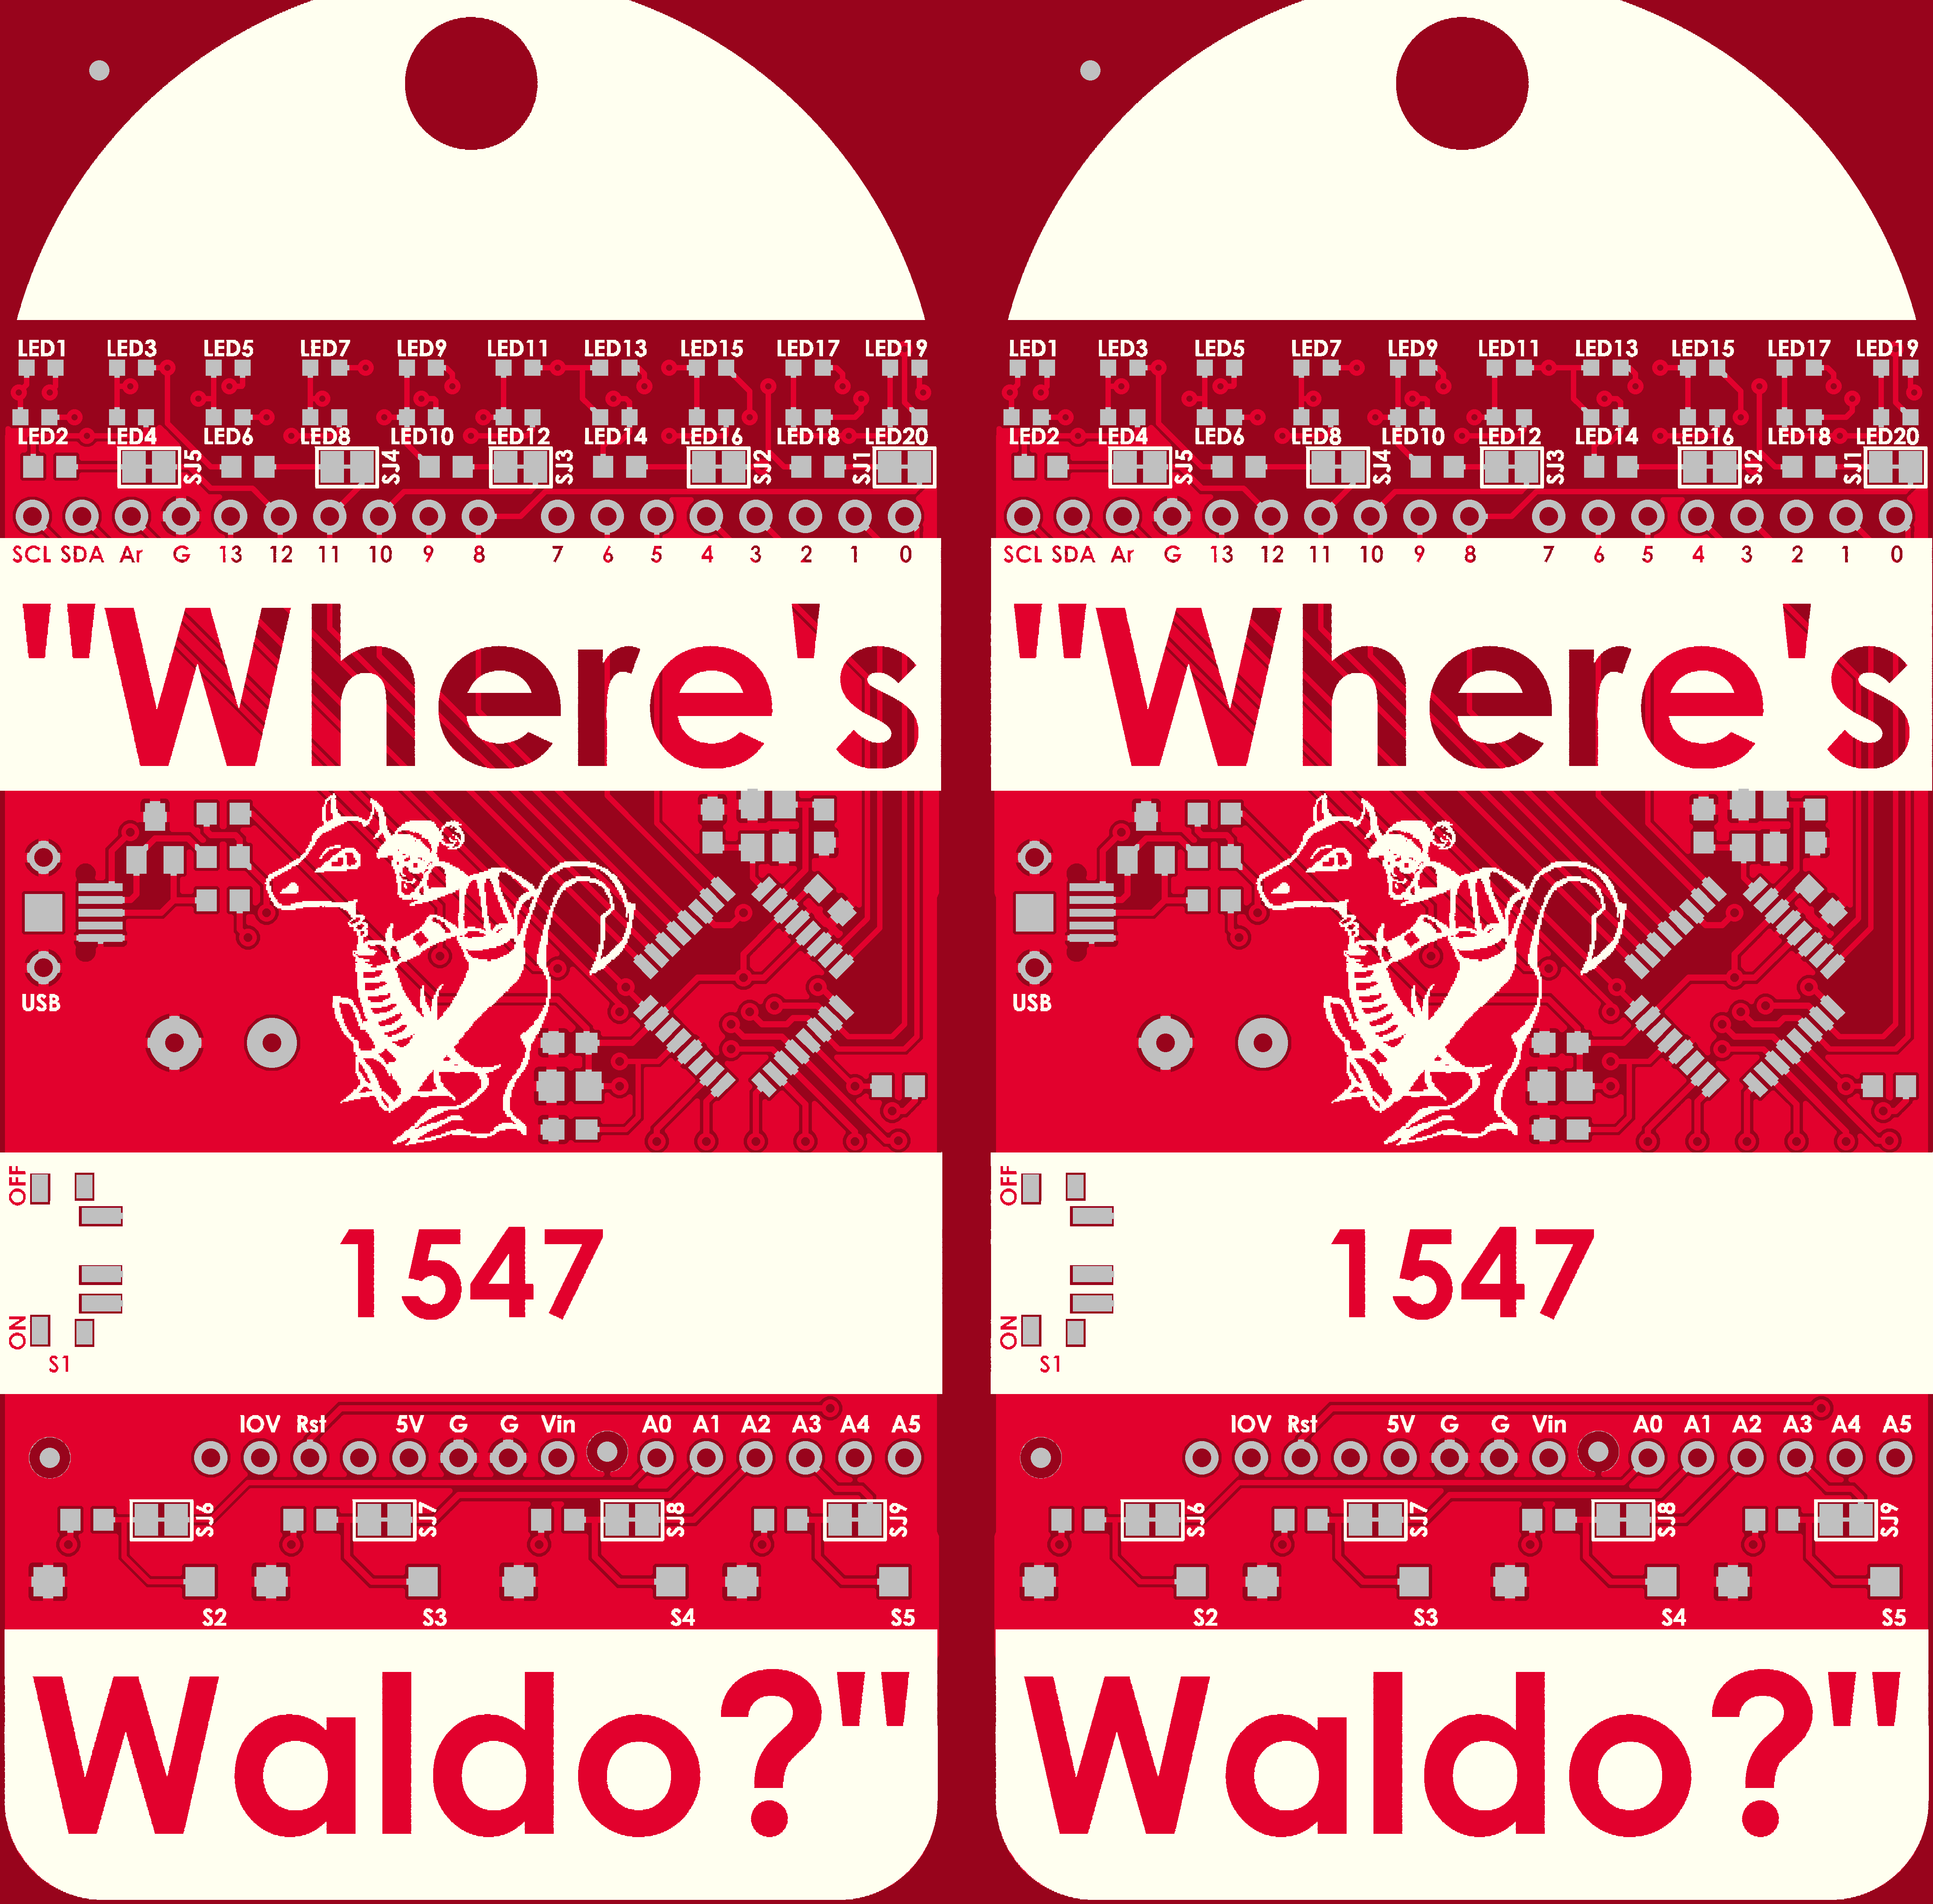 LED1 LED3 LED5 LED7 LED9 LED11 LED13 LED15 LED17 LED19
LED2 LED4 LED6 LED8 LED10 LED12 LED14 LED16 LED18 LED20
SJ5 SJ4 SJ3 SJ2 SJ1
SCL SDA Ar G 13 12 11 10 9 8 7 6 5 4 3 2 1 0
"Where's
USB
OFF
1547
ON
S1
IOV Rst 5V G G Vin A0 A1 A2 A3 A4 A5
SJ6 SJ7 SJ8 SJ9
S2 S3 S4 S5
Waldo?"
LED1 LED3 LED5 LED7 LED9 LED11 LED13 LED15 LED17 LED19
LED2 LED4 LED6 LED8 LED10 LED12 LED14 LED16 LED18 LED20
SJ5 SJ4 SJ3 SJ2 SJ1
SCL SDA Ar G 13 12 11 10 9 8 7 6 5 4 3 2 1 0
"Where's
USB
OFF
1547
ON
S1
IOV Rst 5V G G Vin A0 A1 A2 A3 A4 A5
SJ6 SJ7 SJ8 SJ9
S2 S3 S4 S5
Waldo?"